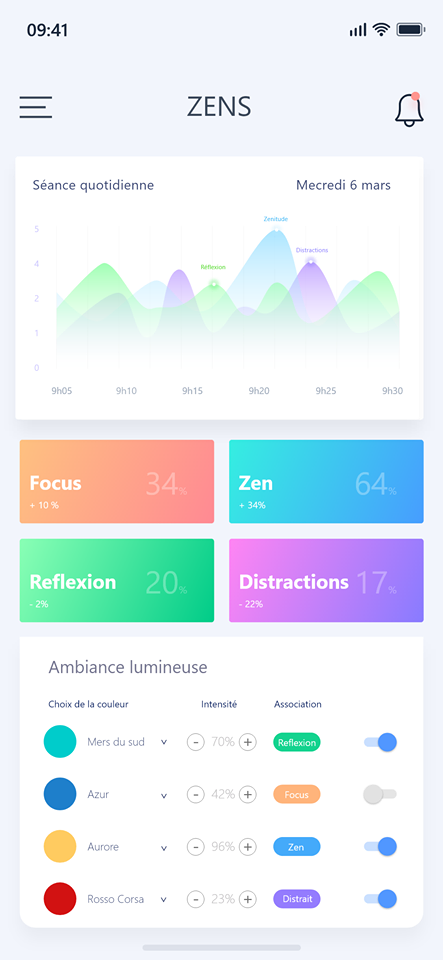 09:41
ZENS
Séance quotidienne Mecredi 6 mars
Zenitude
Distractions
Réflexion
5
4
2
1
0
9h05 9h10 9h15 9h20 9h25 9h30
Focus 34%
+ 10 %
Zen 64%
+ 34%
Reflexion 20%
- 2%
Distractions 17%
- 22%
Ambiance lumineuse
Choix de la couleur Intensité Association
Mers du sud - 70% + Reflexion
Azur - 42% + Focus
Aurore - 96% + Zen
Rosso Corsa - 23% + Distrait